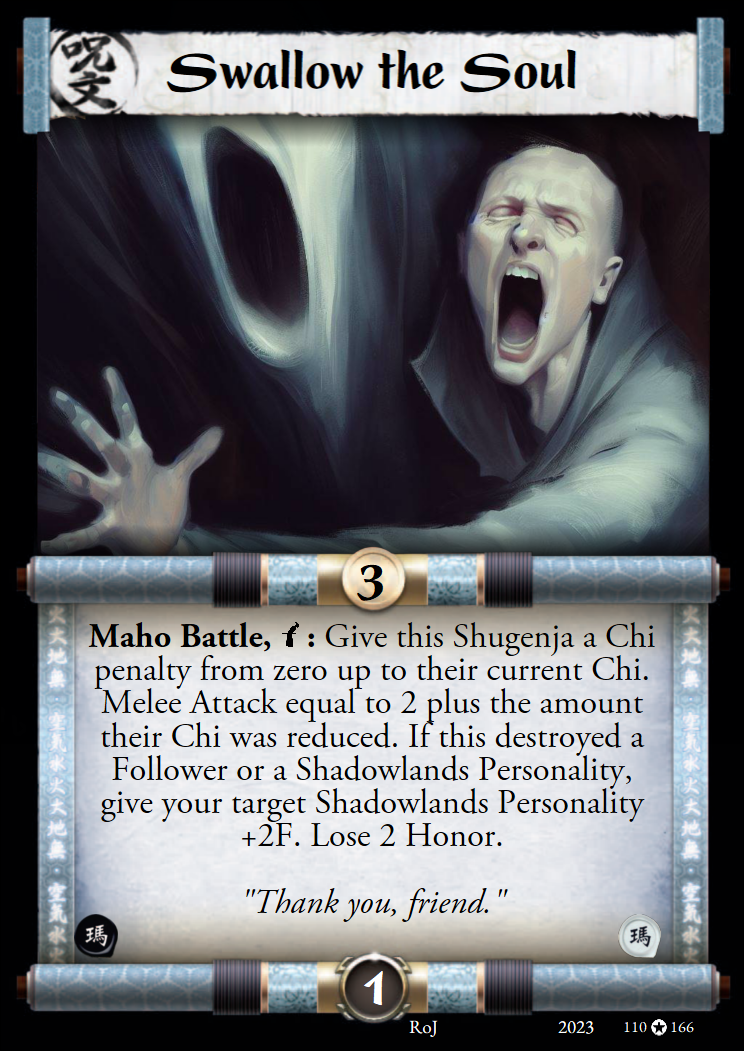 呪文
Swallow the Soul
3
Maho Battle, : Give this Shugenja a Chi
penalty from zero up to their current Chi.
Melee Attack equal to 2 plus the amount
their Chi was reduced. If this destroyed a
Follower or a Shadowlands Personality,
give your target Shadowlands Personality
+2F. Lose 2 Honor.
"Thank you, friend."
瑪
瑪
1
RoJ 2023 110 166